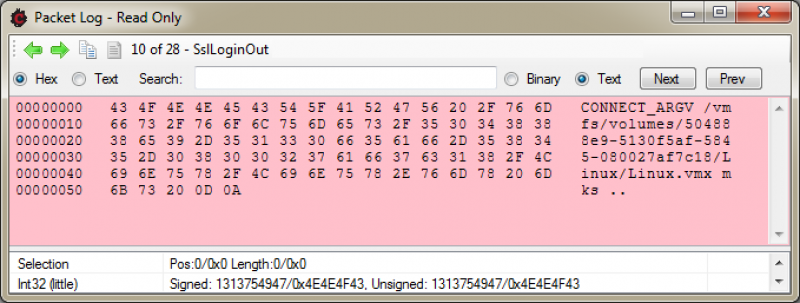 Packet Log - Read Only
10 of 28 - SslLoginOut
Hex Text Search: Binary Text Next Prev
00000000 43 4F 4E 4E 45 43 54 5F 41 52 47 56 20 2F 76 6D CONNECT_ARGV /vm
00000010 66 73 2F 76 6F 6C 75 6D 65 73 2F 35 30 34 38 38 fs/volumes/50488
00000020 38 65 39 2D 35 31 33 30 66 35 61 66 2D 35 38 34 8e9-5130f5af-584
00000030 35 2D 30 38 30 30 32 37 61 66 37 63 31 38 2F 4C 5-080027af7c18/L
00000040 69 6E 75 78 2F 4C 69 6E 75 78 2E 76 6D 78 20 6D inux/Linux.vmx m
00000050 6B 73 20 0D 0A ks ..
Selection Pos:0/0x0 Length:0/0x0
Int32 (little) Signed: 1313754947/0x4E4E4F43, Unsigned: 1313754947/0x4E4E4F43